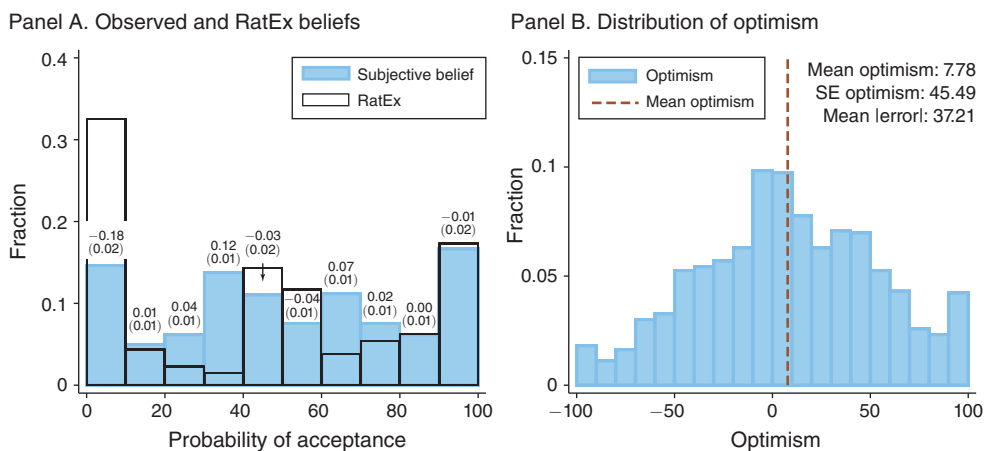 Panel A. Observed and RatEx beliefs
0.4
0.3
0.2
0.1
0
Fraction
Subjective belief
RatEx
−0.18
(0.02)
0.01
(0.01)
0.04
(0.01)
0.12
(0.01)
−0.03
(0.02)
−0.04
(0.01)
0.07
(0.01)
0.02
(0.01)
0.00
(0.01)
−0.01
(0.02)
0 20 40 60 80 100
Probability of acceptance
Panel B. Distribution of optimism
0.15
0.1
0.05
0
Fraction
Optimism
Mean optimism
Mean optimism: 7.78
SE optimism: 45.49
Mean |error|: 37.21
−100 −50 0 50 100
Optimism